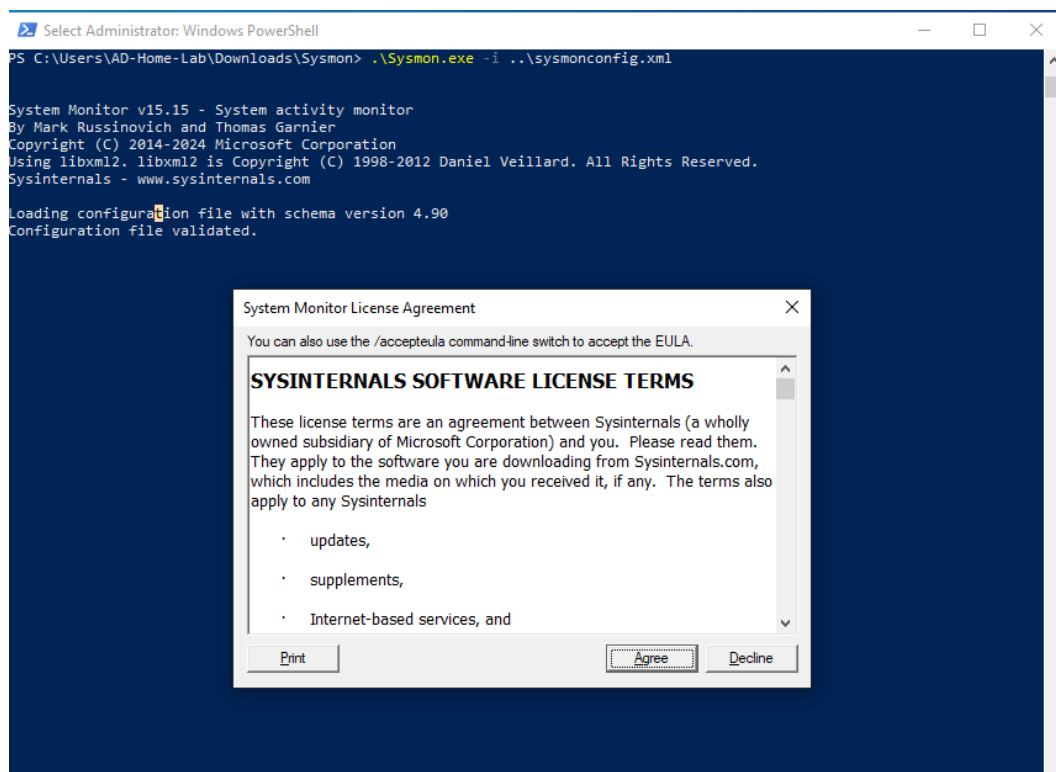 Select Administrator: Windows PowerShell
PS C:\Users\AD-Home-Lab\Downloads\Sysmon> .\Sysmon.exe -i ..\sysmonconfig.xml
System Monitor v15.15 - System activity monitor
By Mark Russinovich and Thomas Garnier
Copyright (C) 2014-2024 Microsoft Corporation
Using libxml2. libxml2 is Copyright (C) 1998-2012 Daniel Veillard. All Rights Reserved.
Sysinternals - www.sysinternals.com
Loading configuration file with schema version 4.90
Configuration file validated.
System Monitor License Agreement
You can also use the /accepteula command-line switch to accept the EULA.
SYSINTERNALS SOFTWARE LICENSE TERMS
These license terms are an agreement between Sysinternals (a wholly
owned subsidiary of Microsoft Corporation) and you. Please read them.
They apply to the software you are downloading from Sysinternals.com,
which includes the media on which you received it, if any. The terms also
apply to any Sysinternals
· updates,
· supplements,
· Internet-based services, and
Print Agree Decline